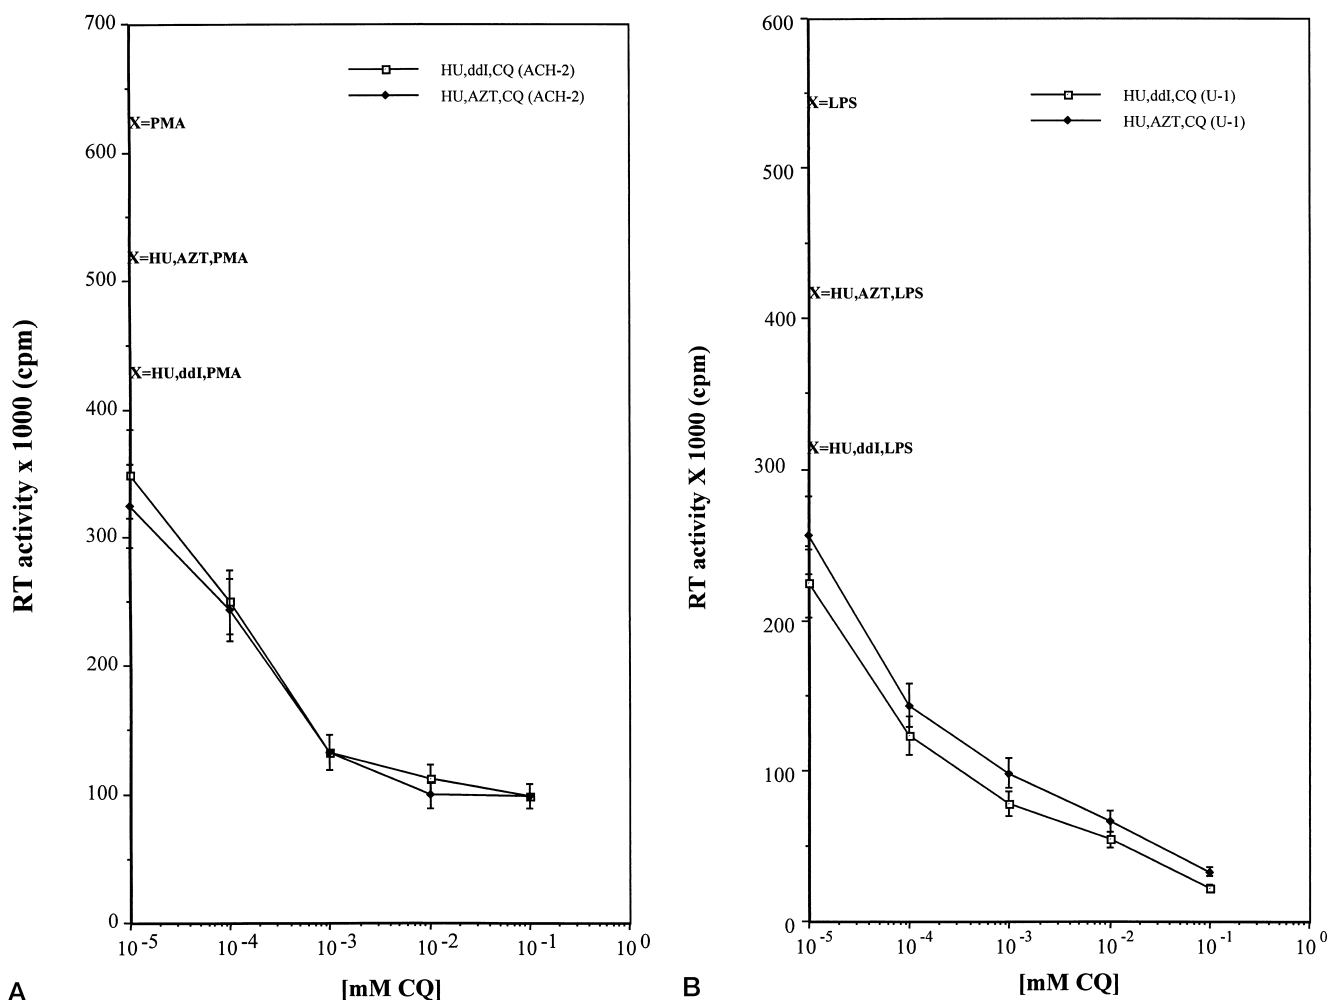 700
600
500
400
300
200
100
0
RT activity x 1000 (cpm)
X=PMA
X=HU,AZT,PMA
X=HU,ddI,PMA
HU,ddI,CQ (ACH-2)
HU,AZT,CQ (ACH-2)
10-5 10-4 10-3 10-2 10-1 100
[mM CQ]
A
600
500
400
300
200
100
0
RT activity X 1000 (cpm)
X=LPS
X=HU,AZT,LPS
X=HU,ddI,LPS
HU,ddI,CQ (U-1)
HU,AZT,CQ (U-1)
10-5 10-4 10-3 10-2 10-1 100
[mM CQ]
B